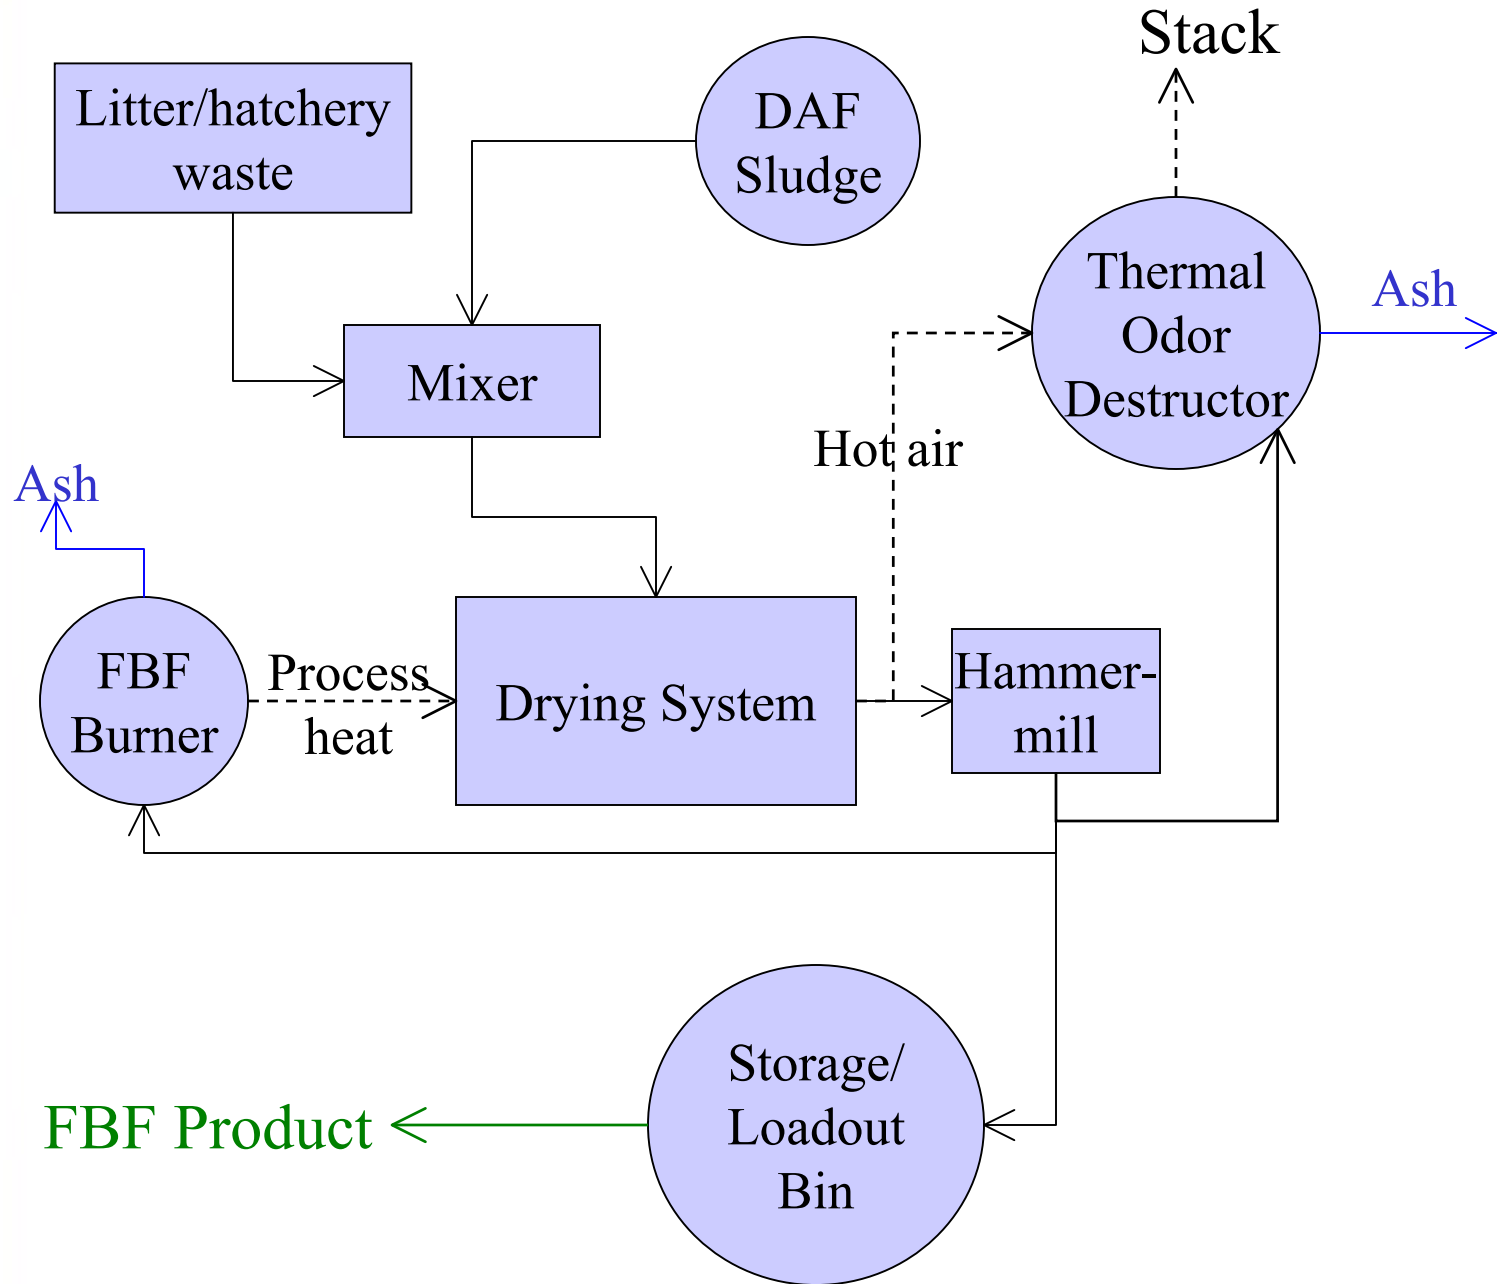 Stack
Litter/hatchery
waste
DAF
Sludge
Thermal
Odor
Destructor
Ash
Mixer
Hot air
Ash
FBF
Burner
Process
heat
Drying System
Hammer-
mill
Storage/
Loadout
Bin
FBF Product